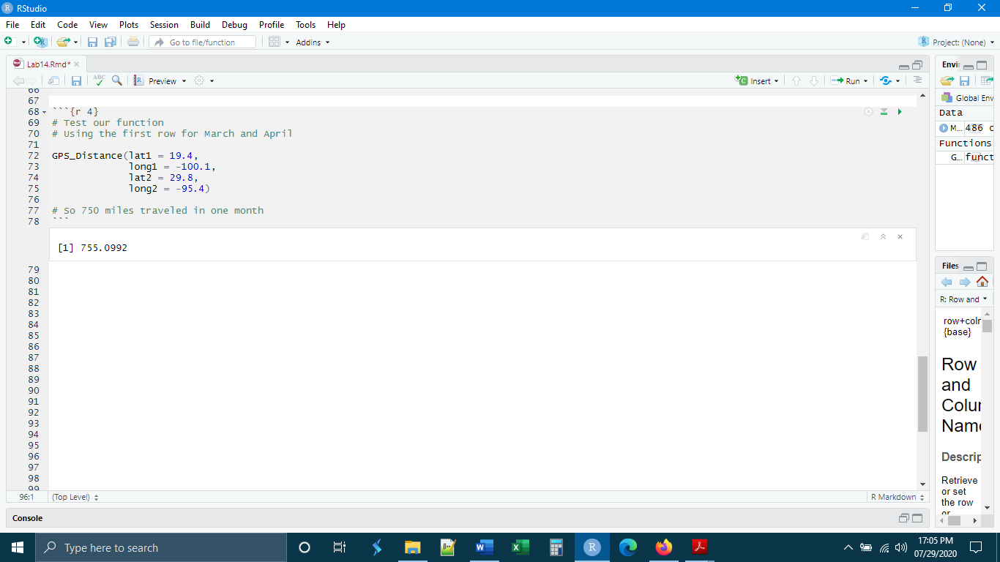 RStudio
File Edit Code View Plots Session Build Debug Profile Tools Help
Go to file/function Addins Project: (None)
Lab14.Rmd*
ABC Preview Insert Run
66
67
68 ```{r 4}
69 # Test our function
70 # Using the first row for March and April
71
72 GPS_Distance(lat1 = 19.4,
73 long1 = -100.1,
74 lat2 = 29.8,
75 long2 = -95.4)
76
77 # So 750 miles traveled in one month
78 ```
[1] 755.0992
79
80
81
82
83
84
85
86
87
88
89
90
91
92
93
94
95
96
97
98
99
96:1 (Top Level) R Markdown
Console
Envi
Global Env
Data
M... 486 o
Functions
G... funct
Files
R: Row and
row+coln
{base}
Row
and
Colum
Name
Descrip
Retrieve
or set
the row
or
Type here to search
17:05 PM
07/29/2020